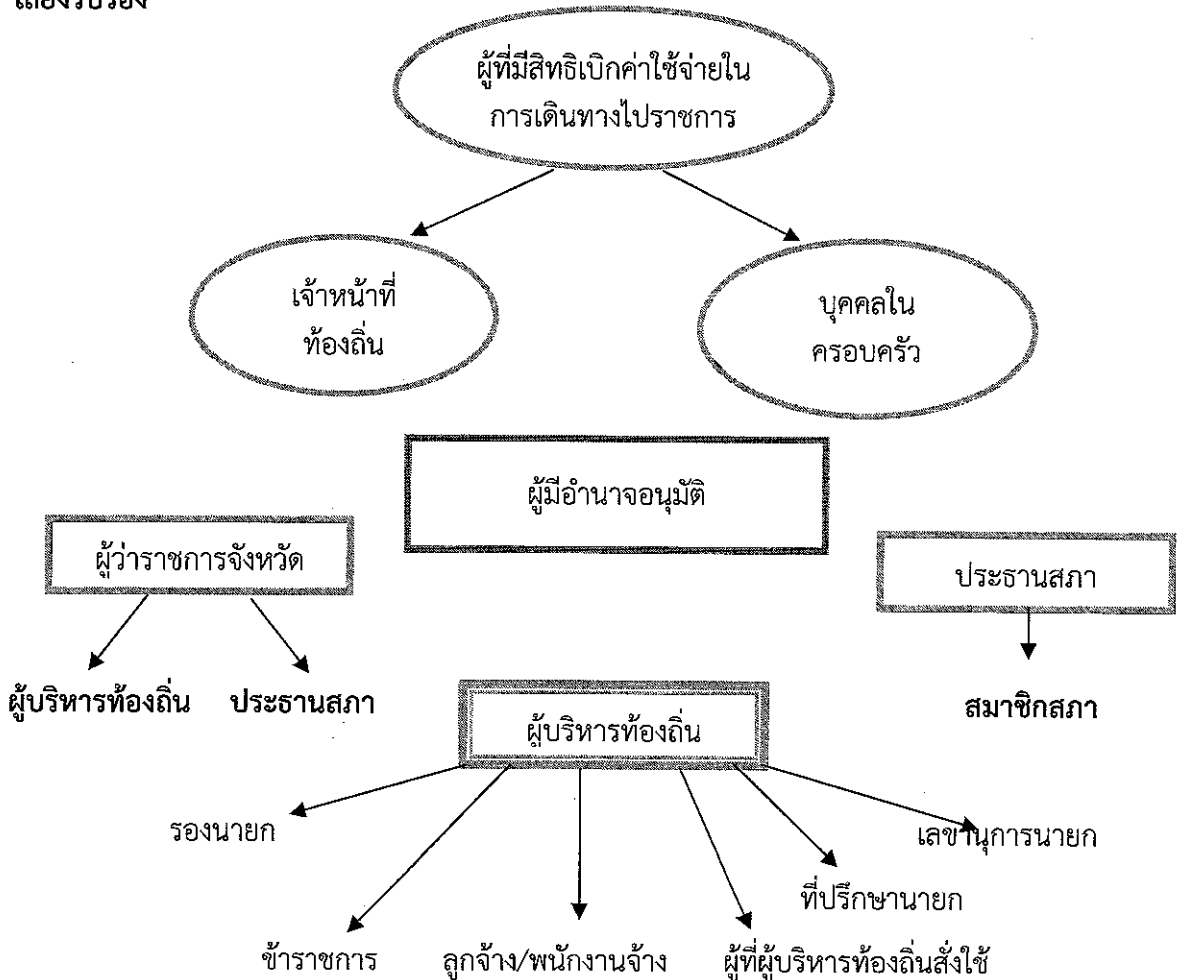 ผู้ที่มีสิทธิเบิกค่าใช้จ่ายใน
การเดินทางไปราชการ
เจ้าหน้าที่
ท้องถิ่น
บุคคลใน
ครอบครัว
ผู้มีอำนาจอนุมัติ
ผู้ว่าราชการจังหวัด
ประธานสภา
ผู้บริหารท้องถิ่น ประธานสภา
สมาชิกสภา
ผู้บริหารท้องถิ่น
รองนายก
เลขานุการนายก
ที่ปรึกษานายก
ข้าราชการ ลูกจ้าง/พนักงานจ้าง ผู้ที่ผู้บริหารท้องถิ่นสั่งใช้